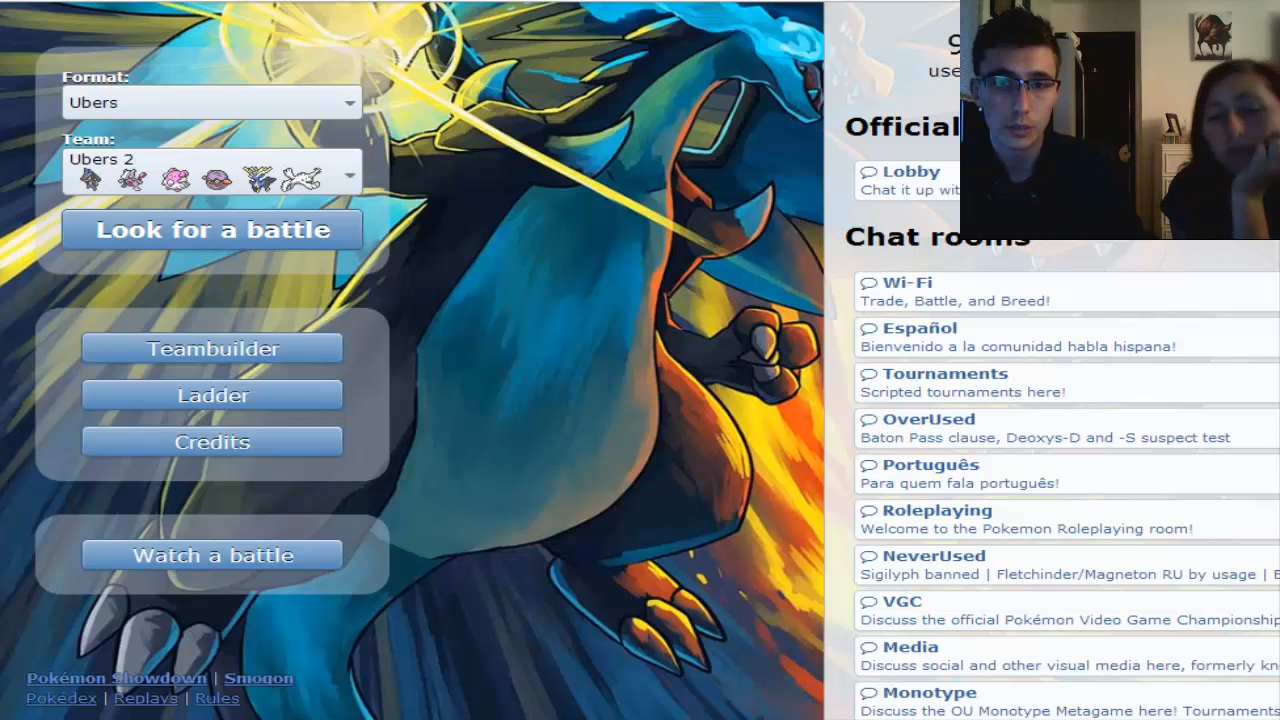 Format:
Ubers
Team:
Ubers 2
Look for a battle
Teambuilder
Ladder
Credits
Watch a battle
Pokémon Showdown | Smogon
Pokédex | Replays | Rules
9
use
Official
Lobby
Chat it up wit
Chat rooms
Wi-Fi
Trade, Battle, and Breed!
Español
Bienvenido a la comunidad habla hispana!
Tournaments
Scripted tournaments here!
OverUsed
Baton Pass clause, Deoxys-D and -S suspect test
Português
Para quem fala português!
Roleplaying
Welcome to the Pokemon Roleplaying room!
NeverUsed
Sigilyph banned | Fletchinder/Magneton RU by usage | E
VGC
Discuss the official Pokémon Video Game Championship
Media
Discuss social and other visual media here, formerly kn
Monotype
Discuss the OU Monotype Metagame here! Tournaments